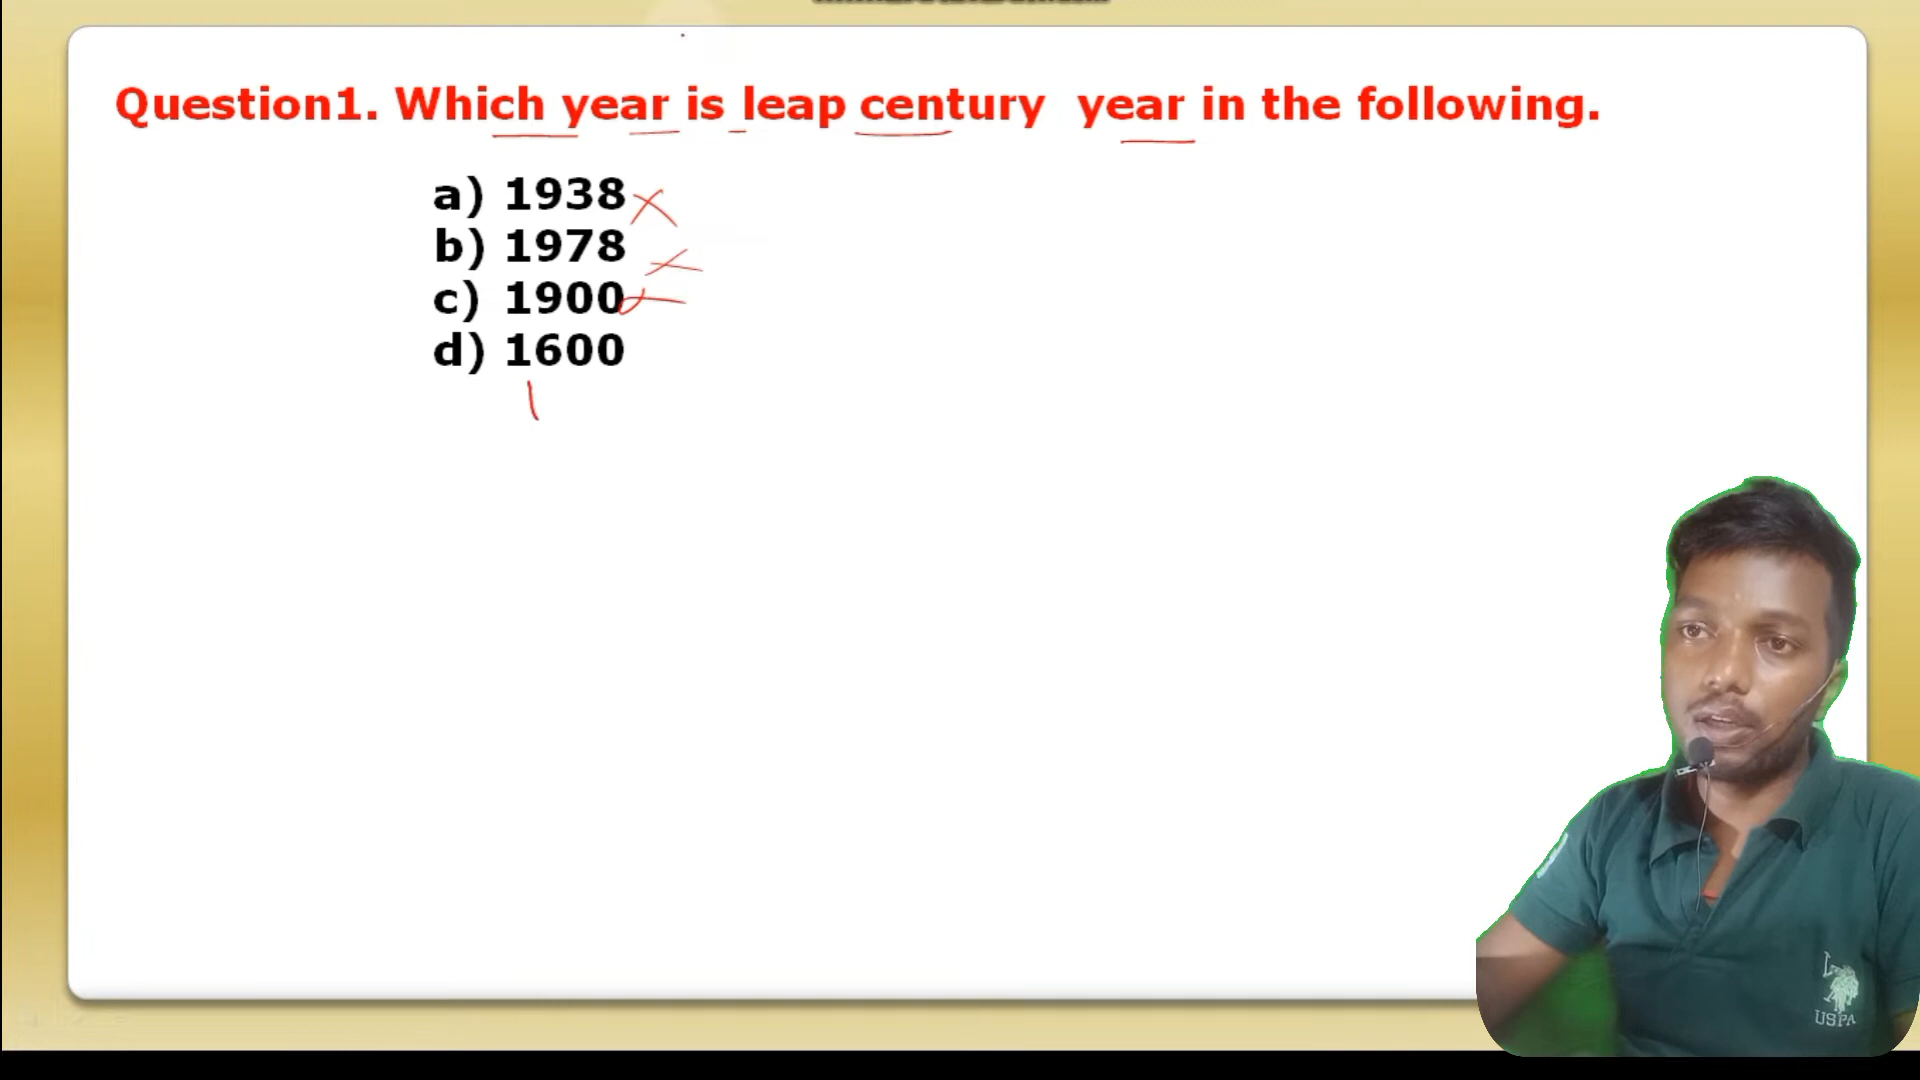 Question1. Which year is leap century year in the following.
a) 1938
b) 1978
c) 1900
d) 1600
USPA